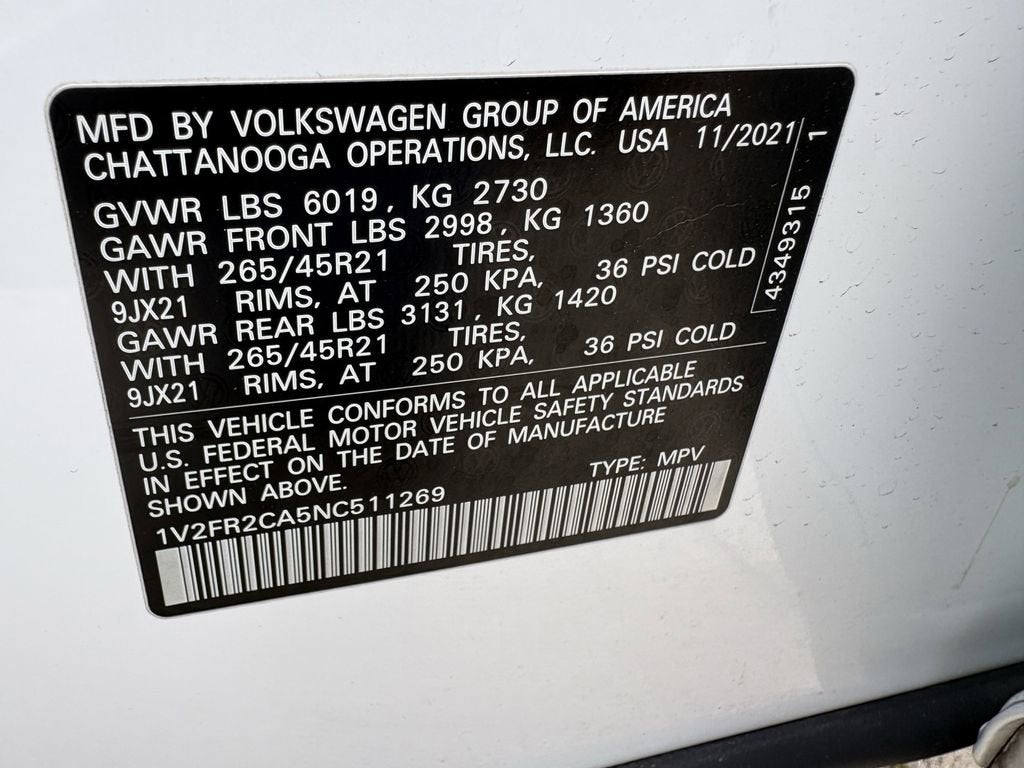 MFD BY VOLKSWAGEN GROUP OF AMERICA
CHATTANOOGA OPERATIONS, LLC. USA 11/2021
GVWR LBS 6019, KG 2730
GAWR FRONT LBS 2998, KG 1360
WITH 265/45R21 TIRES,
9JX21 RIMS, AT 250 KPA, 36 PSI COLD
GAWR REAR LBS 3131, KG 1420
WITH 265/45R21 TIRES,
9JX21 RIMS, AT 250 KPA, 36 PSI COLD
4349315 1
THIS VEHICLE CONFORMS TO ALL APPLICABLE
U.S. FEDERAL MOTOR VEHICLE SAFETY STANDARDS
IN EFFECT ON THE DATE OF MANUFACTURE
SHOWN ABOVE. TYPE: MPV
1V2FR2CA5NC511269